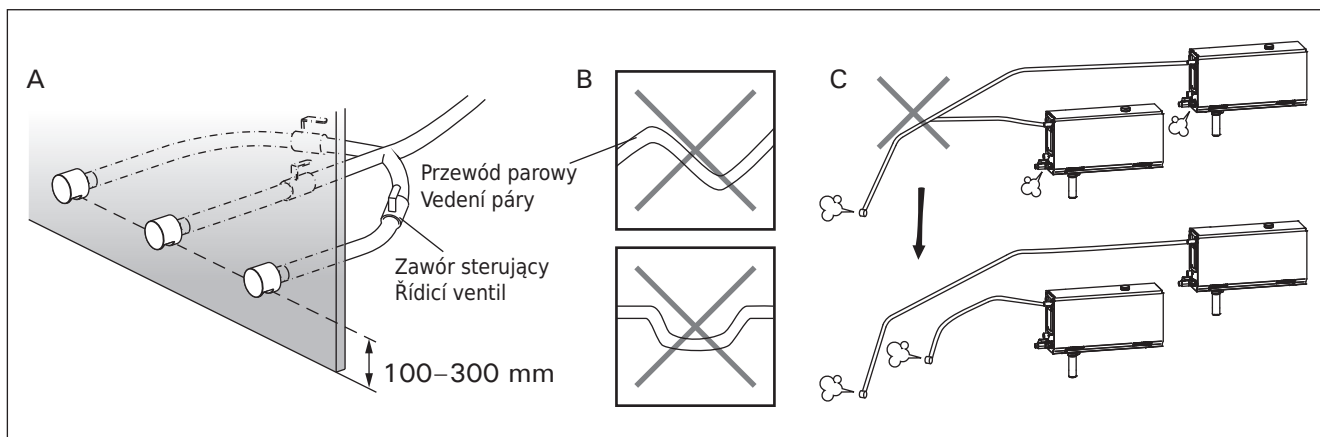 A
B
C
Przewód parowy
Vedení páry
Zawór sterujący
Řídicí ventil
100–300 mm